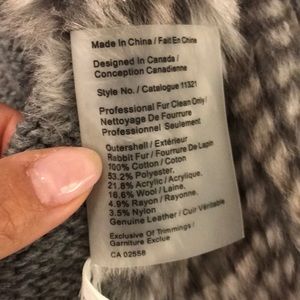 Made In China / Fait En Chine
Designed In Canada /
Conception Canadienne
Style No. / Catalogue 11321
Professional Fur Clean Only /
Nettoyage De Fourrure
Professionnel Seulement
Outershell / Extérieur
Rabbit Fur / Fourrure De Lapin
100% Cotton / Coton
53.2% Polyester.
21.8% Acrylic / Acrylique.
16.6% Wool / Laine.
4.9% Rayon / Rayonne.
3.5% Nylon
Genuine Leather / Cuir Véritable
Exclusive Of Trimmings /
Garniture Exclue
CA 02558